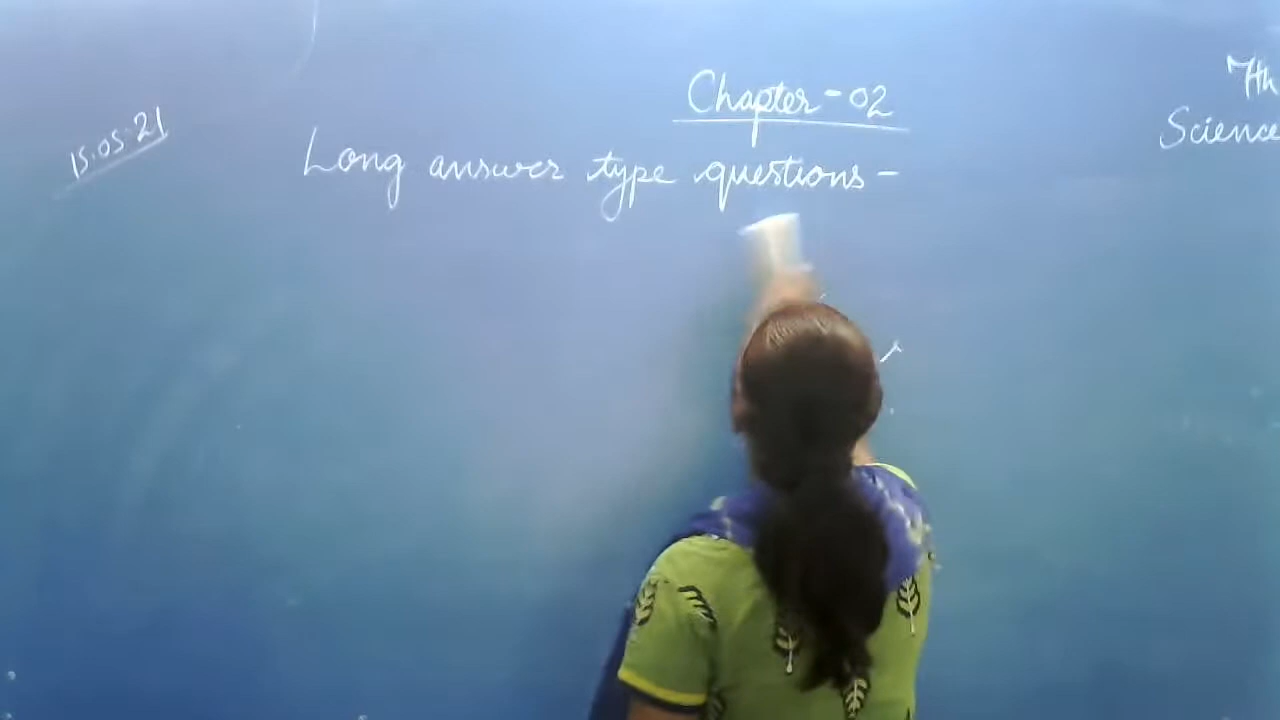 Chapter-02
7th
Science
15.05.21
Long answer type questions-